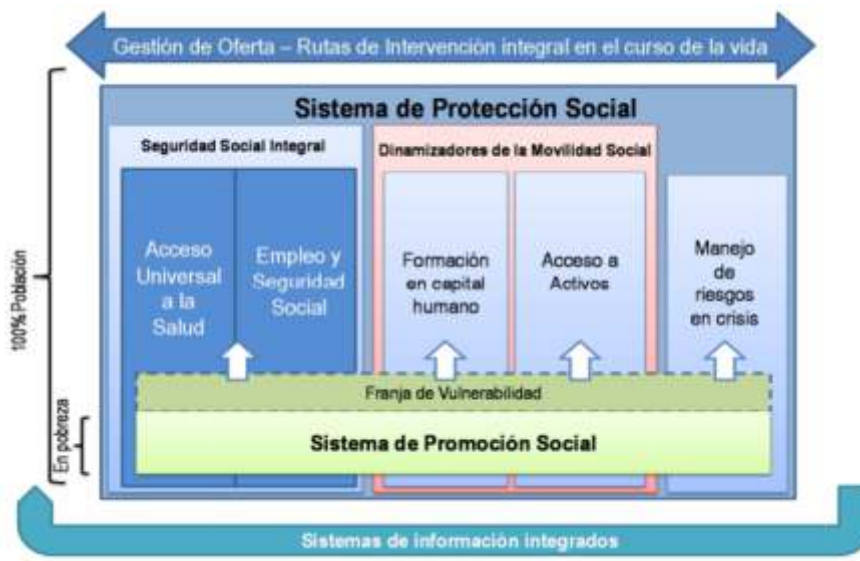 Gestión de Oferta – Rutas de Intervención integral en el curso de la vida
Sistema de Protección Social
Seguridad Social Integral
Dinamizadores de la Movilidad Social
Acceso
Universal
a la
Salud
Empleo y
Seguridad
Social
Formación
en capital
humano
Acceso a
Activos
Manejo
de
riesgos
en crisis
100% Población
En pobreza
Franja de Vulnerabilidad
Sistema de Promoción Social
Sistemas de información integrados